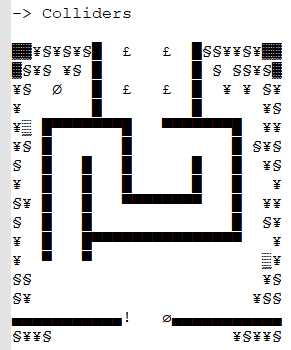 -> Colliders
▓▓¥§¥§¥§█  £   £  █§§¥¥§¥▓▓
▓§¥§ ¥§ █         █ § §§¥§▓
¥§  Ø   █  £   £  █  ¥ ¥ §¥
¥       █         █      ¥§
¥▒ █▀▀▀▀▀▀▀█   ▀▀▀▀▀▀▀█  ¥¥
¥§ █       █          █ §¥§
§  █   █   █      █   █  ¥§
¥  █   █   █      █   █   ¥
§¥ █   █   █▄▄▄▄▄▄█   █  ¥¥
§  █   █              █  §¥
¥  █   █▄▄▄▄▄▄▄▄▄▄▄▄▄▄█   ¥
¥  ▀   ▀                 ▒¥
§§                       ¥§
§¥                      ¥§§
▄▄▄▄▄▄▄▄▄▄▄!   ø▄▄▄▄▄▄▄▄▄▄▄
§¥¥§                  ¥§¥¥§